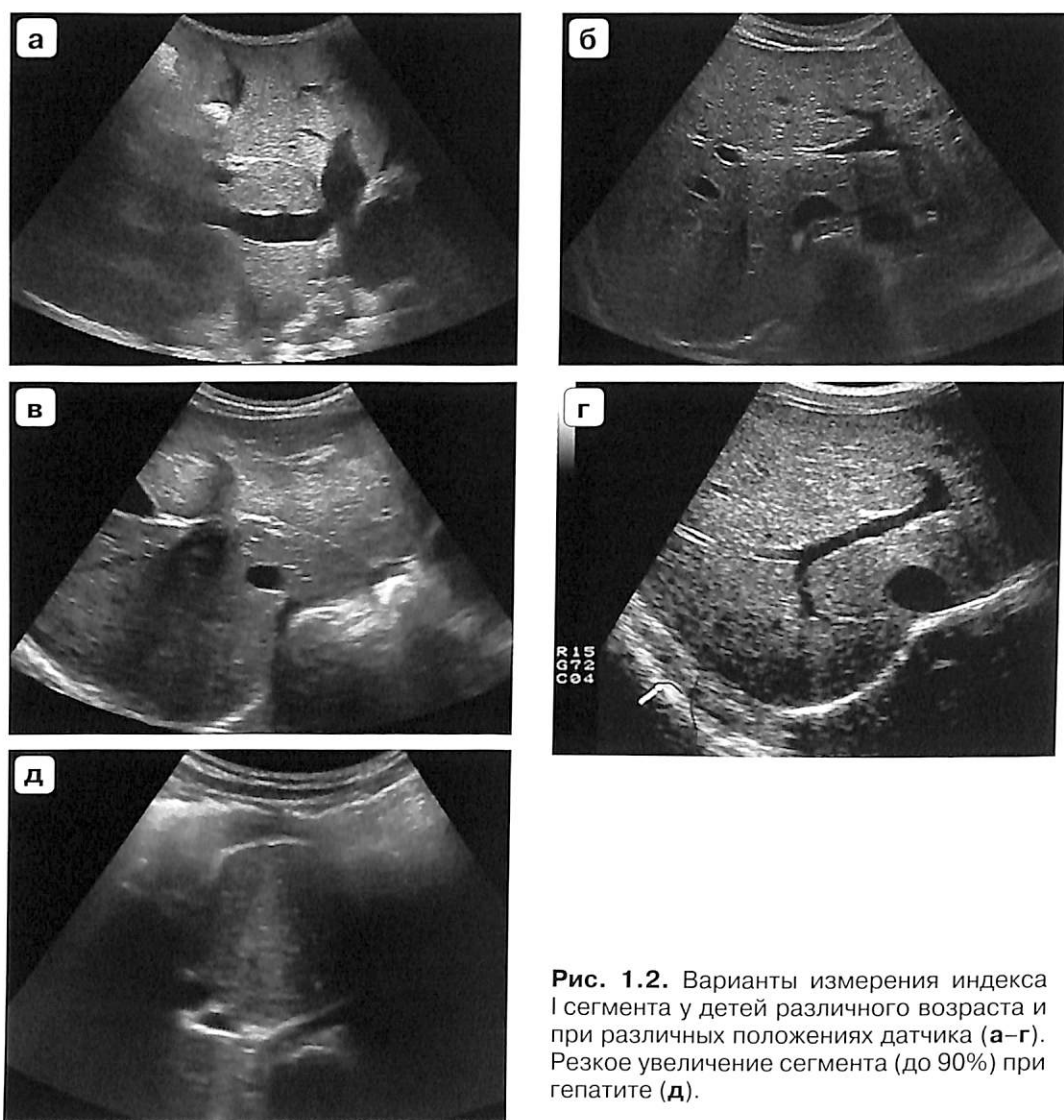 а
б
в
г
R15
G72
C04
д
Рис. 1.2. Варианты измерения индекса
I сегмента у детей различного возраста и
при различных положениях датчика (а–г).
Резкое увеличение сегмента (до 90%) при
гепатите (д).